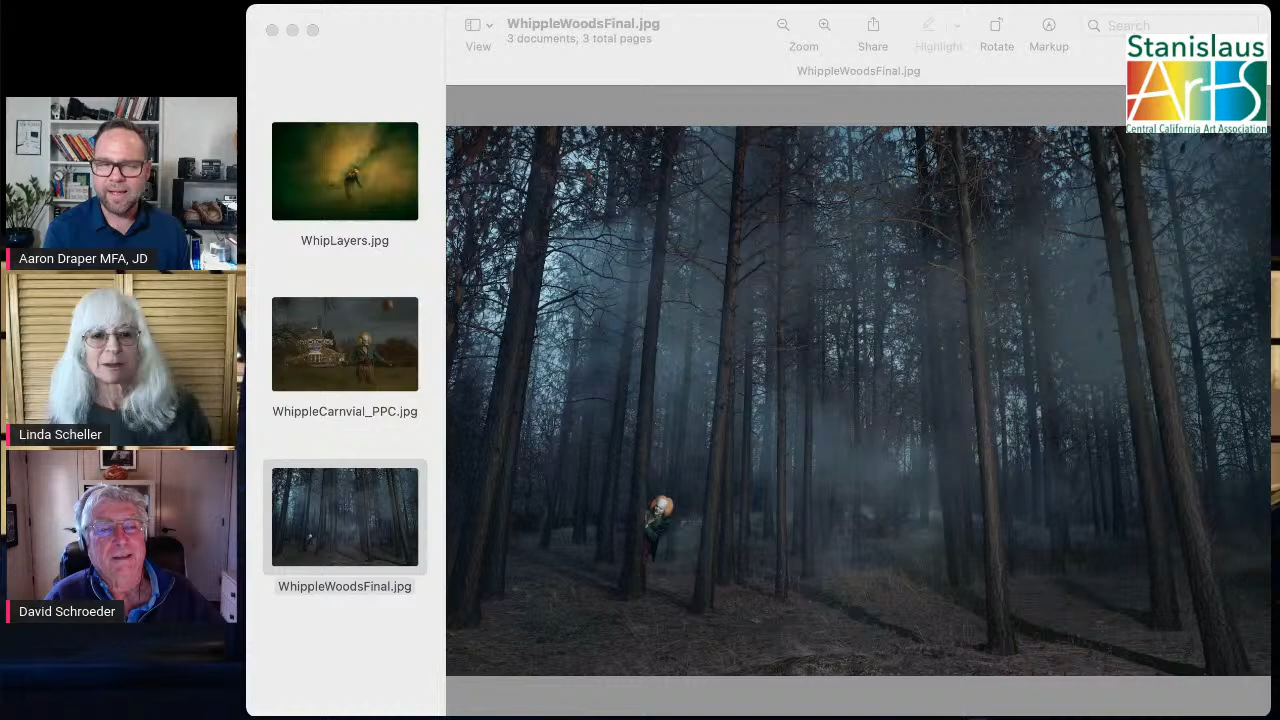 WhippleWoodsFinal.jpg
3 documents, 3 total pages
View
Zoom
Share
Highlight
Rotate
Markup
Search
WhippleWoodsFinal.jpg
Stanislaus
Arts
Central California Art Association
Aaron Draper MFA, JD
Linda Scheller
David Schroeder
WhipLayers.jpg
WhippleCarnvial_PPC.jpg
WhippleWoodsFinal.jpg